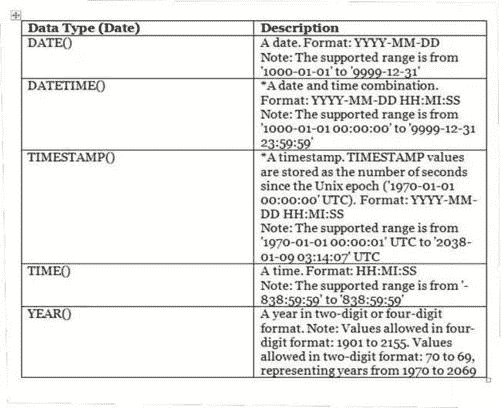 Data Type (Date) Description
DATE() A date. Format: YYYY-MM-DD
Note: The supported range is from
'1000-01-01' to '9999-12-31'
DATETIME() *A date and time combination.
Format: YYYY-MM-DD HH:MI:SS
Note: The supported range is from
'1000-01-01 00:00:00' to '9999-12-31
23:59:59'
TIMESTAMP() *A timestamp. TIMESTAMP values
are stored as the number of seconds
since the Unix epoch ('1970-01-01
00:00:00' UTC). Format: YYYY-MM-
DD HH:MI:SS
Note: The supported range is from
'1970-01-01 00:00:01' UTC to '2038-
01-09 03:14:07' UTC
TIME() A time. Format: HH:MI:SS
Note: The supported range is from '-
838:59:59' to '838:59:59'
YEAR() A year in two-digit or four-digit
format. Note: Values allowed in four-
digit format: 1901 to 2155. Values
allowed in two-digit format: 70 to 69,
representing years from 1970 to 2069